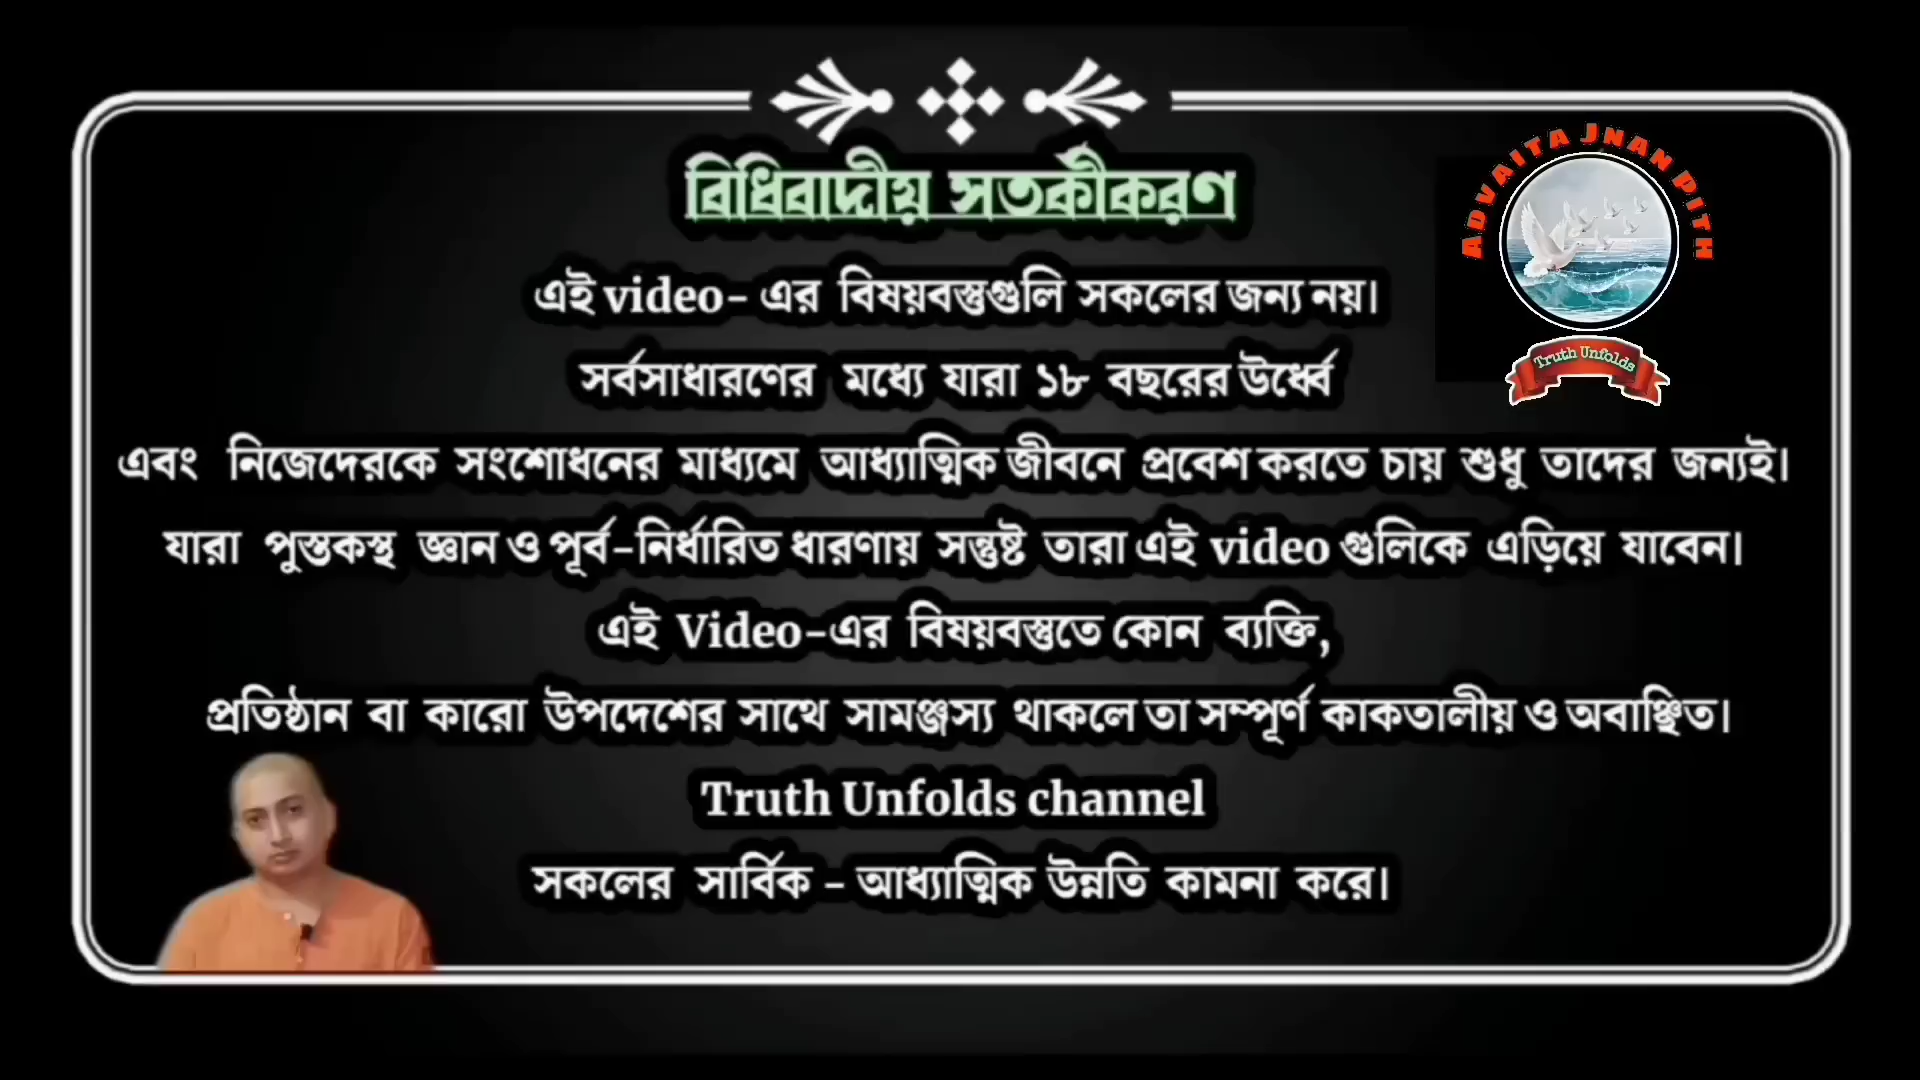 বিধিবাদীয় সতর্কীকরণ
ADVAITA JNAN PITH
Truth Unfolds
এই video- এর বিষয়বস্তুগুলি সকলের জন্য নয়।
সর্বসাধারণের মধ্যে যারা ১৮ বছরের উর্ধ্বে
এবং নিজেদেরকে সংশোধনের মাধ্যমে আধ্যাত্মিক জীবনে প্রবেশ করতে চায় শুধু তাদের জন্যই।
যারা পুস্তকস্থ জ্ঞান ও পূর্ব-নির্ধারিত ধারণায় সন্তুষ্ট তারা এই video গুলিকে এড়িয়ে যাবেন।
এই Video-এর বিষয়বস্তুতে কোন ব্যক্তি,
প্রতিষ্ঠান বা কারো উপদেশের সাথে সামঞ্জস্য থাকলে তা সম্পূর্ণ কাকতালীয় ও অবাঞ্ছিত।
Truth Unfolds channel
সকলের সার্বিক - আধ্যাত্মিক উন্নতি কামনা করে।